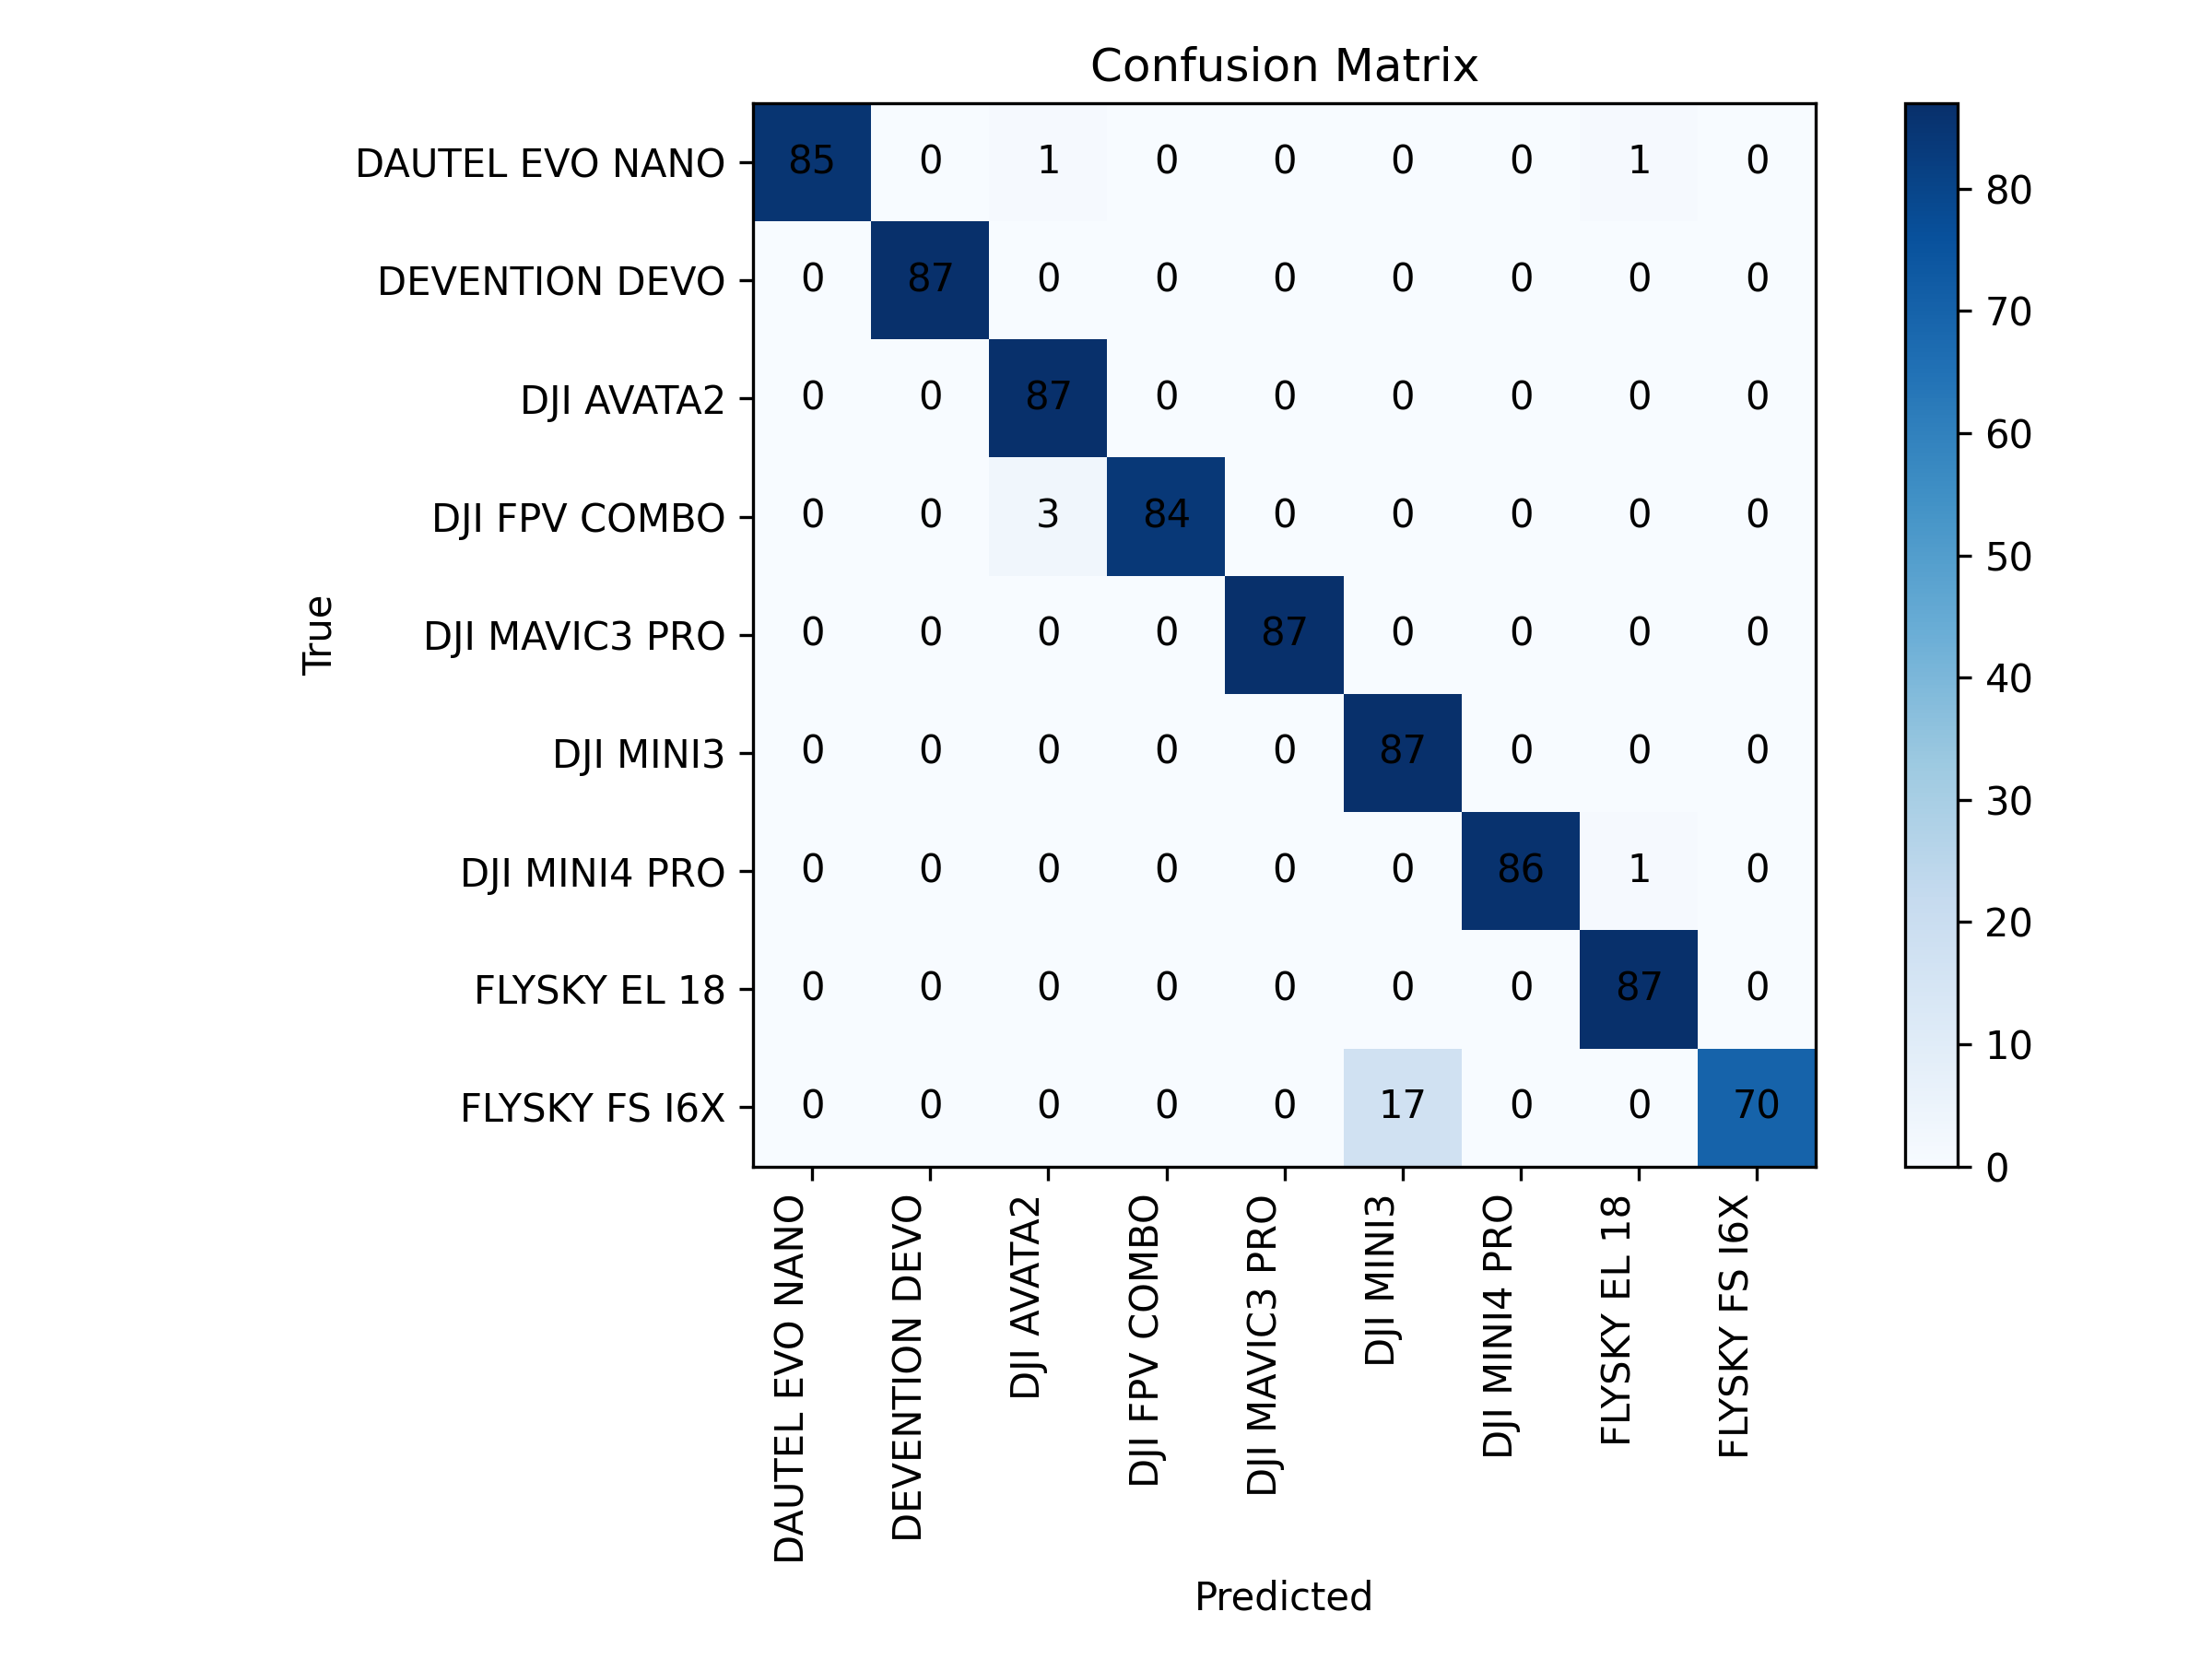 Confusion Matrix
DAUTEL EVO NANO 85 0 1 0 0 0 0 1 0
DEVENTION DEVO 0 87 0 0 0 0 0 0 0
DJI AVATA2 0 0 87 0 0 0 0 0 0
DJI FPV COMBO 0 0 3 84 0 0 0 0 0
DJI MAVIC3 PRO 0 0 0 0 87 0 0 0 0
DJI MINI3 0 0 0 0 0 87 0 0 0
DJI MINI4 PRO 0 0 0 0 0 0 86 1 0
FLYSKY EL 18 0 0 0 0 0 0 0 87 0
FLYSKY FS I6X 0 0 0 0 0 17 0 0 70
True
DAUTEL EVO NANO
DEVENTION DEVO
DJI AVATA2
DJI FPV COMBO
DJI MAVIC3 PRO
DJI MINI3
DJI MINI4 PRO
FLYSKY EL 18
FLYSKY FS I6X
Predicted
80
70
60
50
40
30
20
10
0